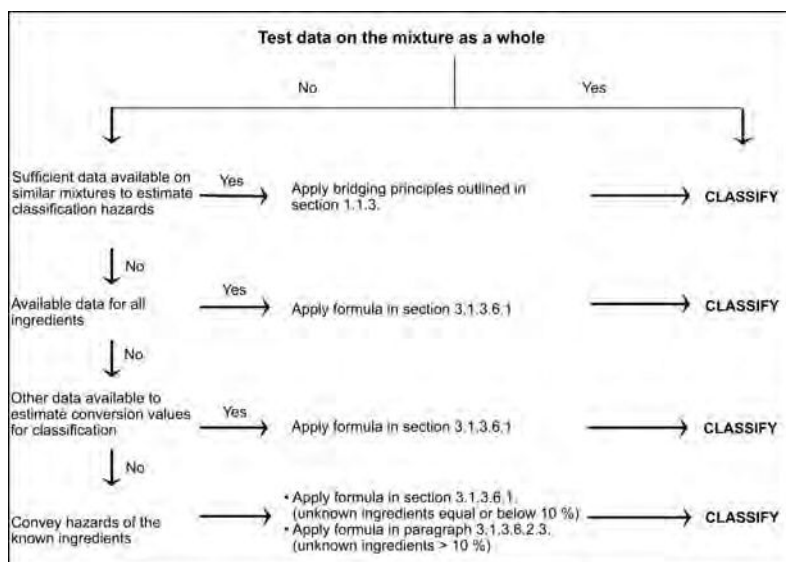 Test data on the mixture as a whole
No
Yes
Sufficient data available on
similar mixtures to estimate
classification hazards
Yes
Apply bridging principles outlined in
section 1.1.3.
CLASSIFY
No
Available data for all
ingredients
Yes
Apply formula in section 3.1.3.6.1
CLASSIFY
No
Other data available to
estimate conversion values
for classification
Yes
Apply formula in section 3.1.3.6.1
CLASSIFY
No
Convey hazards of the
known ingredients
• Apply formula in section 3.1.3.6.1.
(unknown ingredients equal or below 10 %)
• Apply formula in paragraph 3.1.3.6.2.3.
(unknown ingredients > 10 %)
CLASSIFY